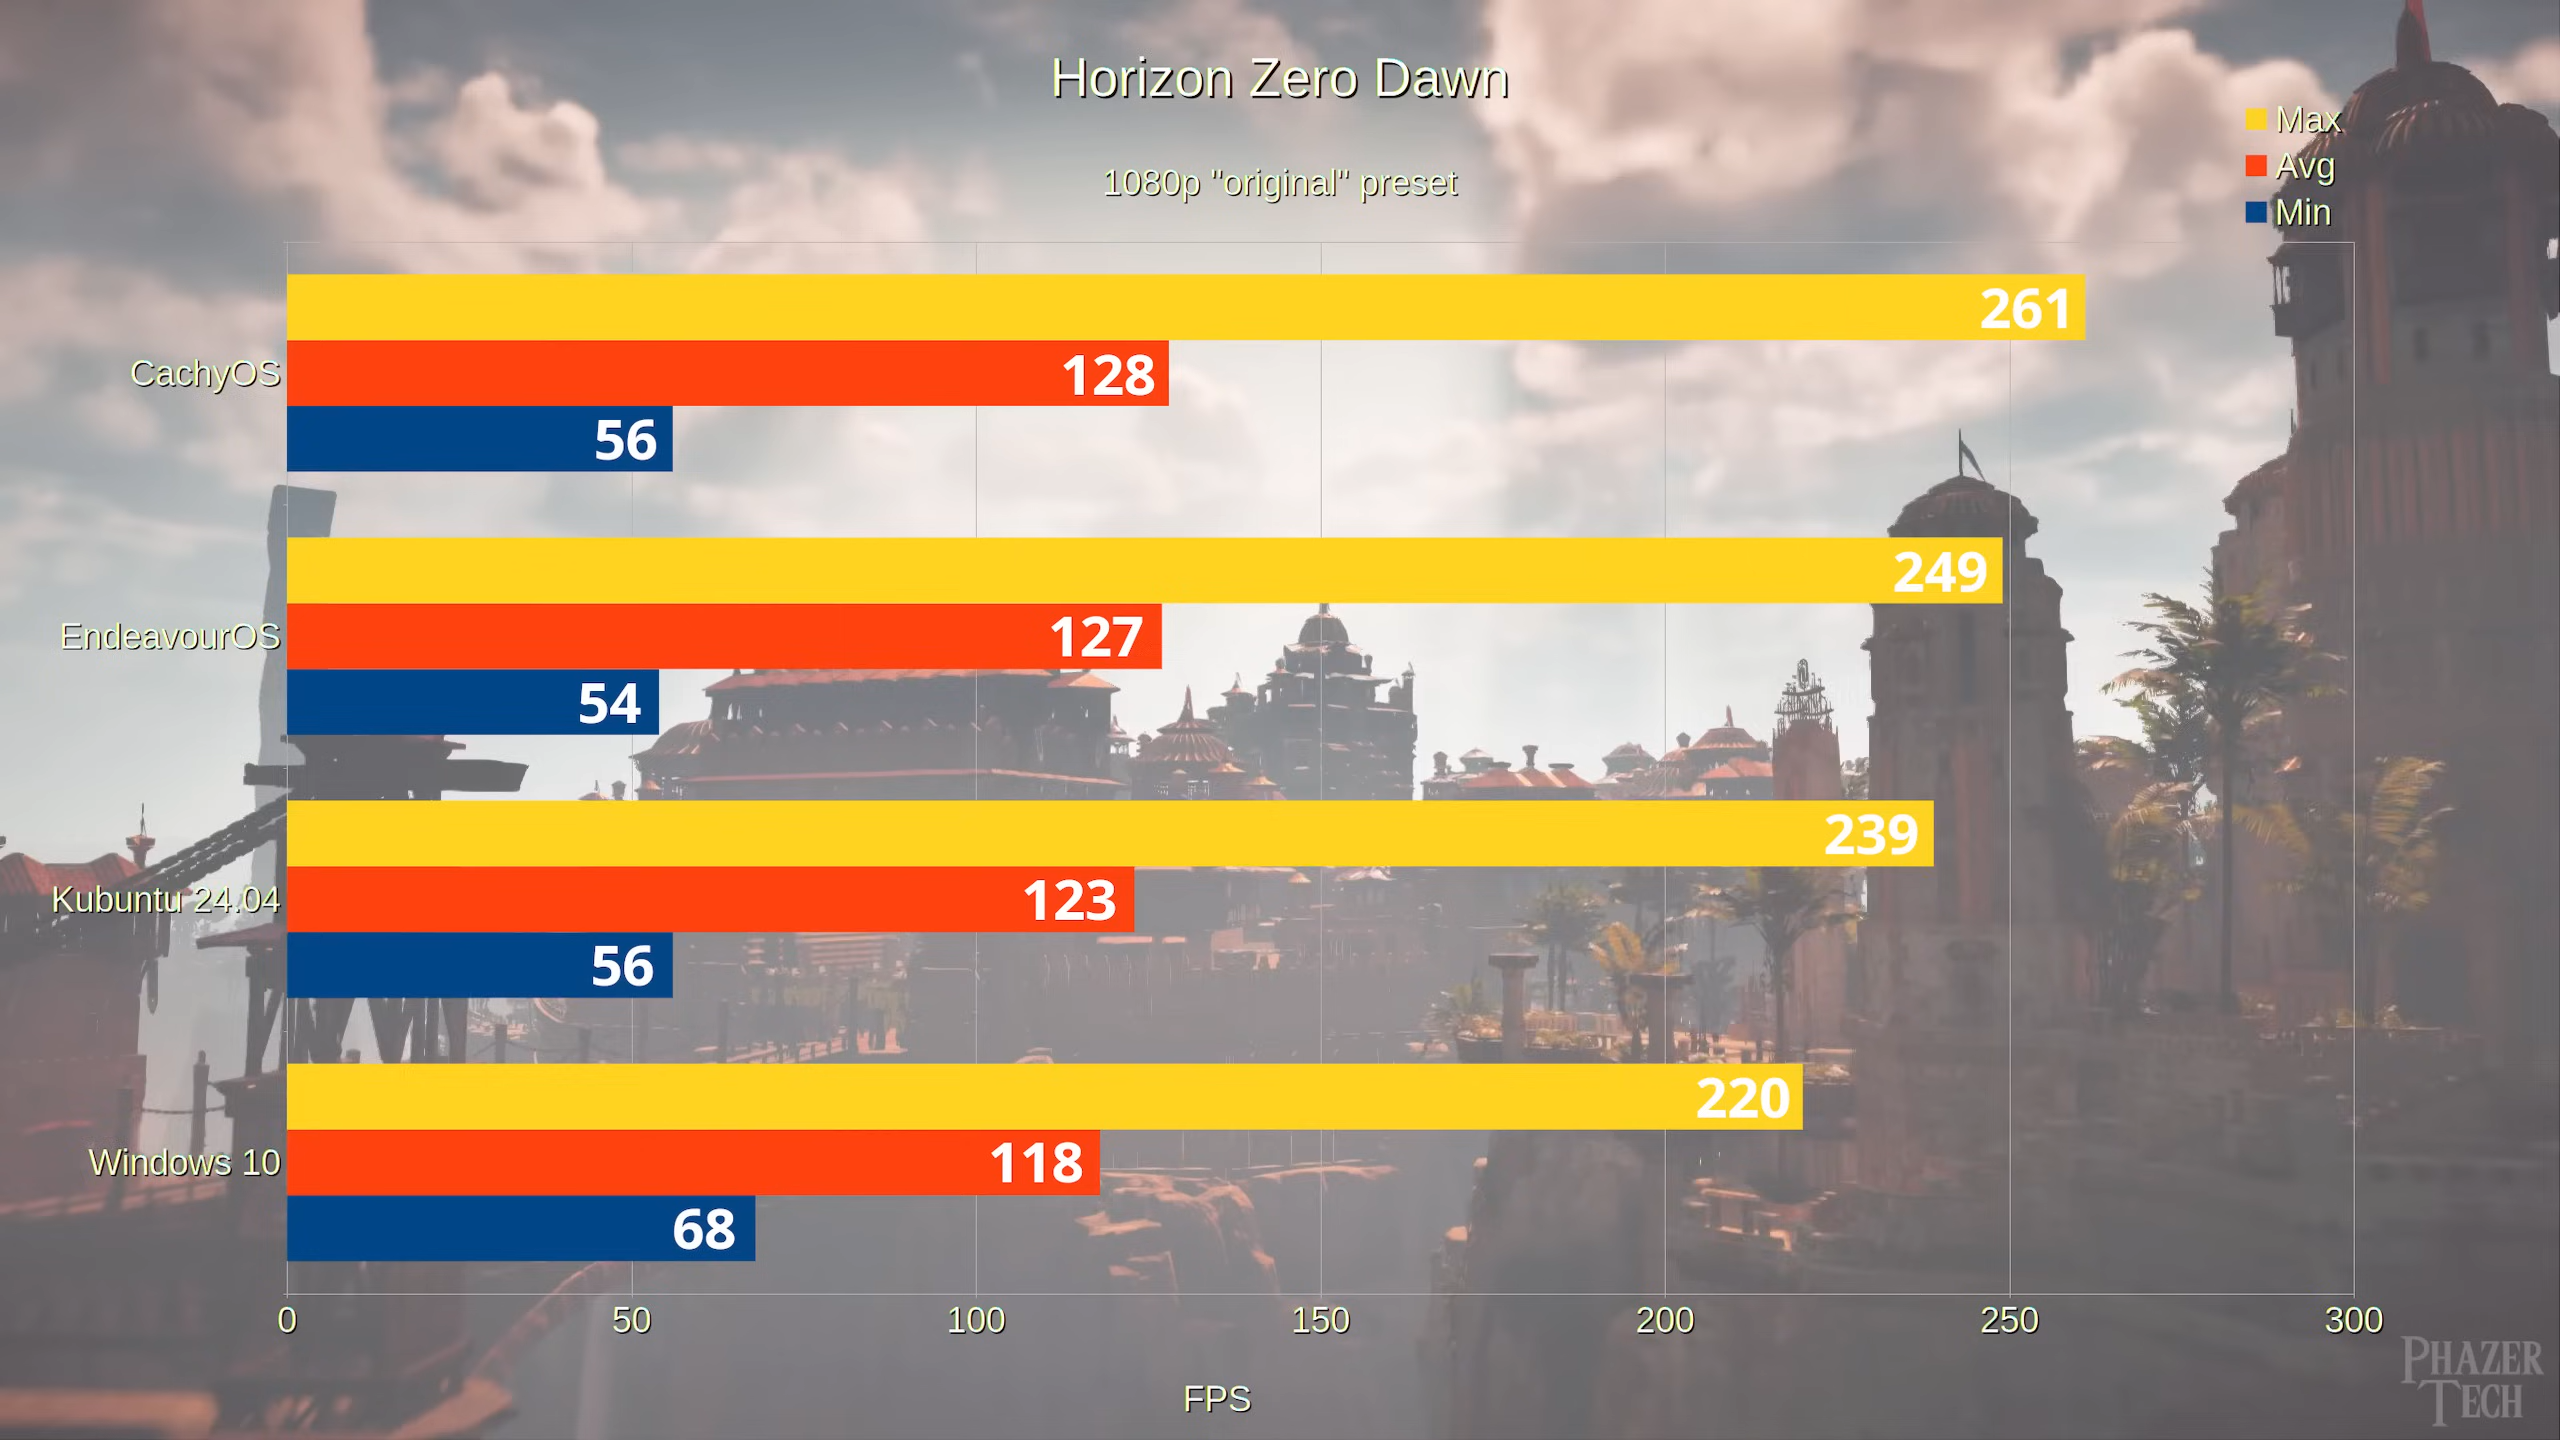 Horizon Zero Dawn
1080p "original" preset
Max
Avg
Min
CachyOS
261
128
56
EndeavourOS
249
127
54
Kubuntu 24.04
239
123
56
Windows 10
220
118
68
0 50 100 150 200 250 300
FPS
PHAZER
TECH